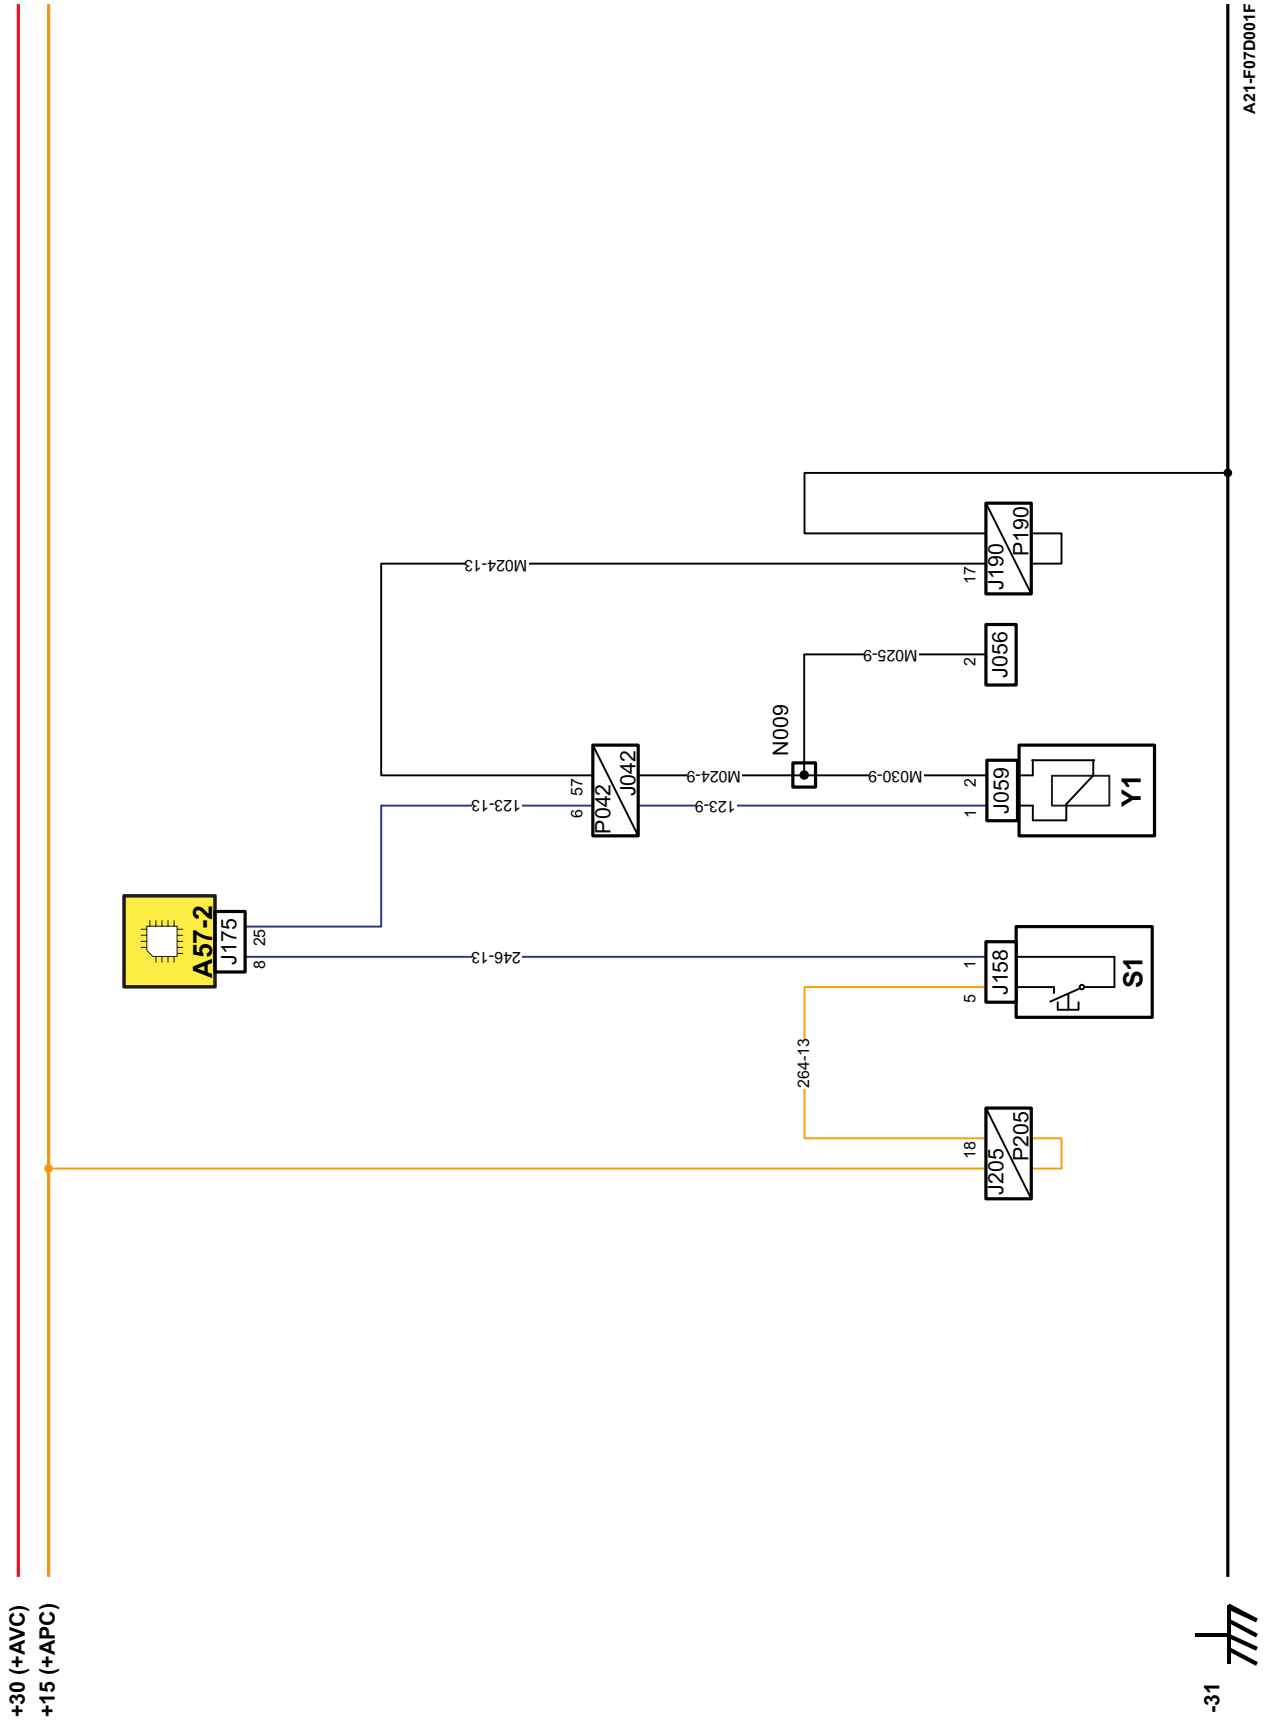 +30 (+AVC)
+15 (+APC)
A57-2
J175
8
25
246-13
123-13
M024-13
6
57
P042
J042
123-9
M024-9
N009
M030-9
M025-9
264-13
18
J205
P205
5
1
J158
S1
1
2
J059
Y1
2
J056
17
J190
P190
-31
A21-F07D001F